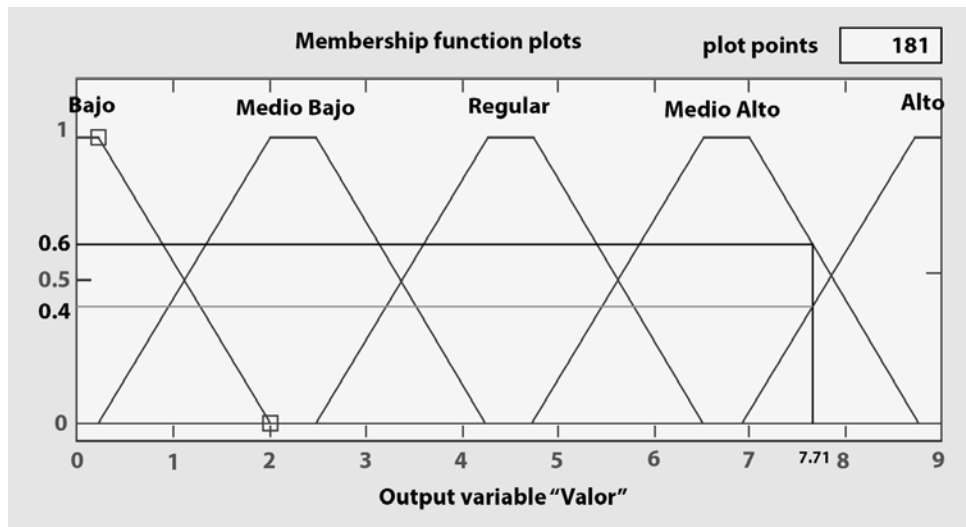 Membership function plots
plot points 181
Bajo Medio Bajo Regular Medio Alto Alto
1
0.6
0.5
0.4
0
0 1 2 3 4 5 6 7 7.71 8 9
Output variable “Valor”